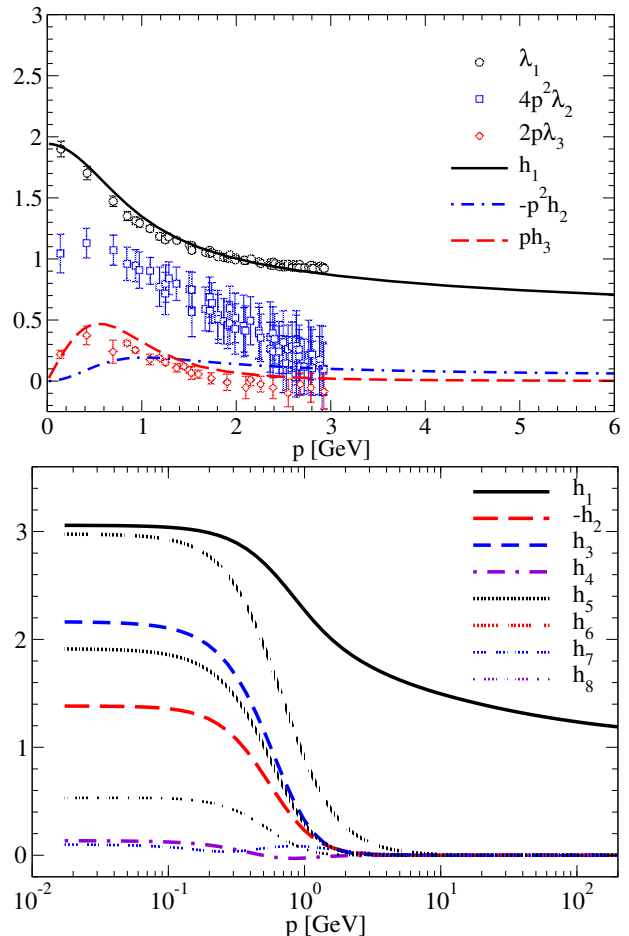 3
2.5
2
1.5
1
0.5
0
0
1
2
3
4
5
6
p [GeV]
λ₁
4p²λ₂
2pλ₃
h₁
-p²h₂
ph₃
3
2
1
0
10⁻²
10⁻¹
10⁰
10¹
10²
p [GeV]
h₁
-h₂
h₃
h₄
h₅
h₆
h₇
h₈